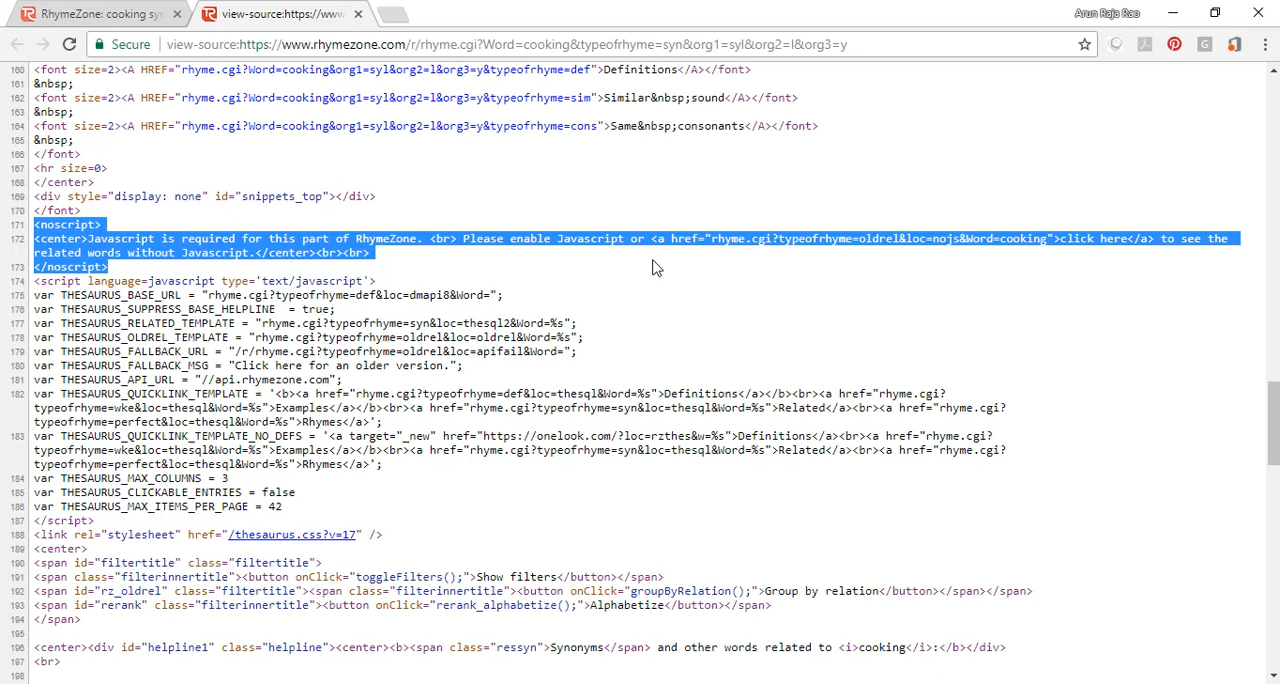 RhymeZone: cooking syn
view-source:https://www
Arun Raja Rao
Secure view-source:https://www.rhymezone.com/r/rhyme.cgi?Word=cooking&typeofrhyme=syn&org1=syl&org2=l&org3=y
160 <font size=2><A HREF="rhyme.cgi?Word=cooking&org1=syl&org2=l&org3=y&typeofrhyme=def">Definitions</A></font>
161 &nbsp;
162 <font size=2><A HREF="rhyme.cgi?Word=cooking&org1=syl&org2=l&org3=y&typeofrhyme=sim">Similar&nbsp;sound</A></font>
163 &nbsp;
164 <font size=2><A HREF="rhyme.cgi?Word=cooking&org1=syl&org2=l&org3=y&typeofrhyme=cons">Same&nbsp;consonants</A></font>
165 &nbsp;
166 </font>
167 <hr size=0>
168 </center>
169 <div style="display: none" id="snippets_top"></div>
170 </font>
171 <noscript>
172 <center>Javascript is required for this part of RhymeZone. <br> Please enable Javascript or <a href="rhyme.cgi?typeofrhyme=oldrel&loc=nojs&Word=cooking">click here</a> to see the
related words without Javascript.</center><br><br>
173 </noscript>
174 <script language=javascript type='text/javascript'>
175 var THESAURUS_BASE_URL = "rhyme.cgi?typeofrhyme=def&loc=dmapi8&Word=";
176 var THESAURUS_SUPPRESS_BASE_HELPLINE = true;
177 var THESAURUS_RELATED_TEMPLATE = "rhyme.cgi?typeofrhyme=syn&loc=thesql2&Word=%s";
178 var THESAURUS_OLDREL_TEMPLATE = "rhyme.cgi?typeofrhyme=oldrel&loc=oldrel&Word=%s";
179 var THESAURUS_FALLBACK_URL = "/r/rhyme.cgi?typeofrhyme=oldrel&loc=apifail&Word=";
180 var THESAURUS_FALLBACK_MSG = "Click here for an older version.";
181 var THESAURUS_API_URL = "//api.rhymezone.com";
182 var THESAURUS_QUICKLINK_TEMPLATE = '<b><a href="rhyme.cgi?typeofrhyme=def&loc=thesql&Word=%s">Definitions</a></b><br><a href="rhyme.cgi?
typeofrhyme=wke&loc=thesql&Word=%s">Examples</a></b><br><a href="rhyme.cgi?typeofrhyme=syn&loc=thesql&Word=%s">Related</a><br><a href="rhyme.cgi?
typeofrhyme=perfect&loc=thesql&Word=%s">Rhymes</a>';
183 var THESAURUS_QUICKLINK_TEMPLATE_NO_DEFS = '<a target="_new" href="https://onelook.com/?loc=rzthes&w=%s">Definitions</a><br><a href="rhyme.cgi?
typeofrhyme=wke&loc=thesql&Word=%s">Examples</a></b><br><a href="rhyme.cgi?typeofrhyme=syn&loc=thesql&Word=%s">Related</a><br><a href="rhyme.cgi?
typeofrhyme=perfect&loc=thesql&Word=%s">Rhymes</a>';
184 var THESAURUS_MAX_COLUMNS = 3
185 var THESAURUS_CLICKABLE_ENTRIES = false
186 var THESAURUS_MAX_ITEMS_PER_PAGE = 42
187 </script>
188 <link rel="stylesheet" href="/thesaurus.css?v=17" />
189 <center>
190 <span id="filtertitle" class="filtertitle">
191 <span class="filterinnertitle"><button onClick="toggleFilters();">Show filters</button></span>
192 <span id="rz_oldrel" class="filtertitle"><span class="filterinnertitle"><button onClick="groupByRelation();">Group by relation</button></span></span>
193 <span id="rerank" class="filterinnertitle"><button onClick="rerank_alphabetize();">Alphabetize</button></span>
194 </span>
195
196 <center><div id="helpline1" class="helpline"><center><b><span class="ressyn">Synonyms</span> and other words related to <i>cooking</i>:</b></div>
197 <br>
198